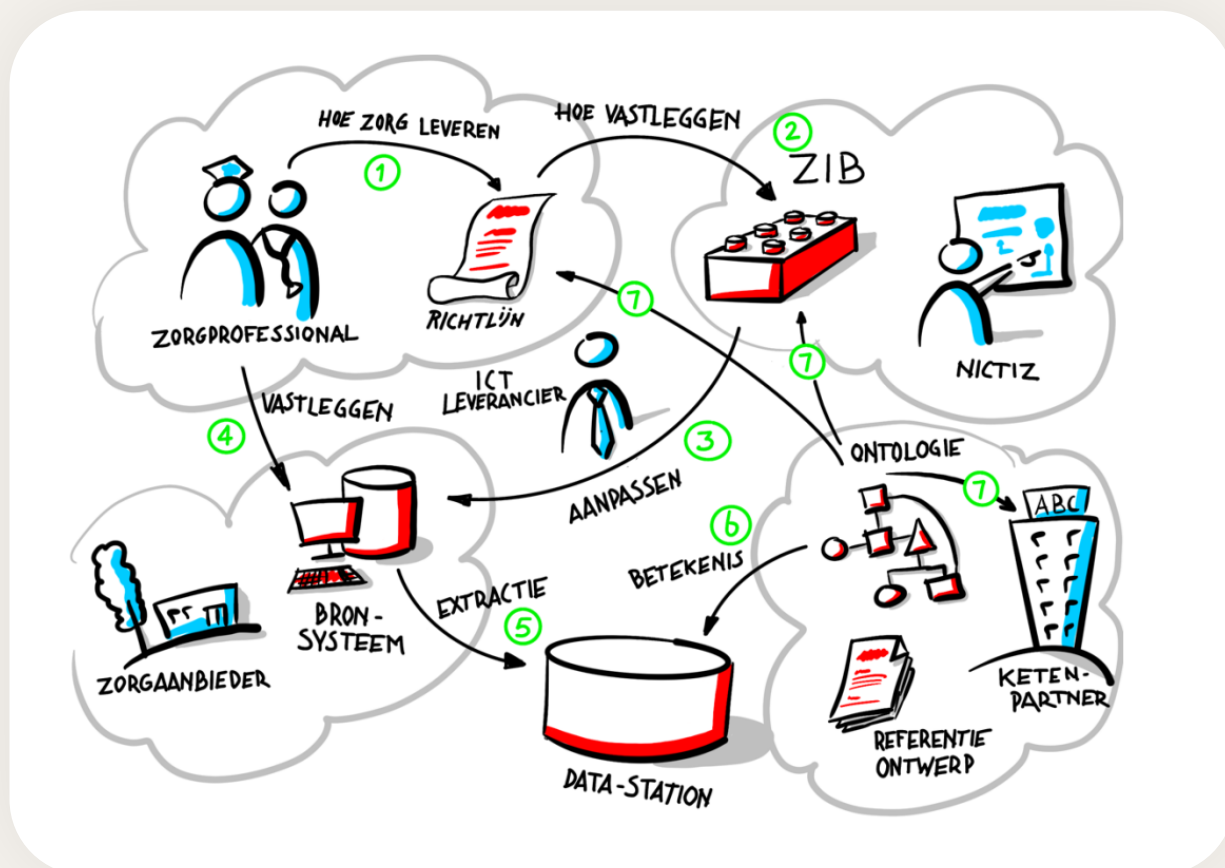 HOE ZORG LEVEREN
1
ZORGPROFESSIONAL
RICHTLIJN
HOE VASTLEGGEN
2
ZIB
NICTIZ
7
7
ICT
LEVERANCIER
3
AANPASSEN
VASTLEGGEN
4
BRON-
SYSTEEM
ZORGAANBIEDER
EXTRACTIE
5
DATA-STATION
6
BETEKENIS
ONTOLOGIE
7
ABC
KETEN-
PARTNER
REFERENTIE
ONTWERP